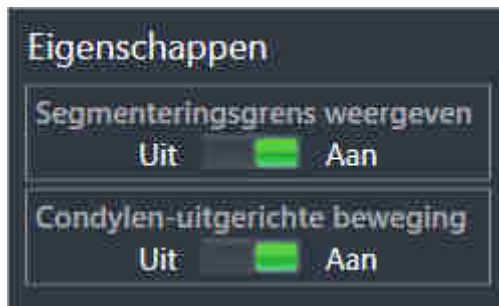 Eigenschappen
Segmenteringsgrens weergeven
Uit Aan
Condylen-uitgerichte beweging
Uit Aan